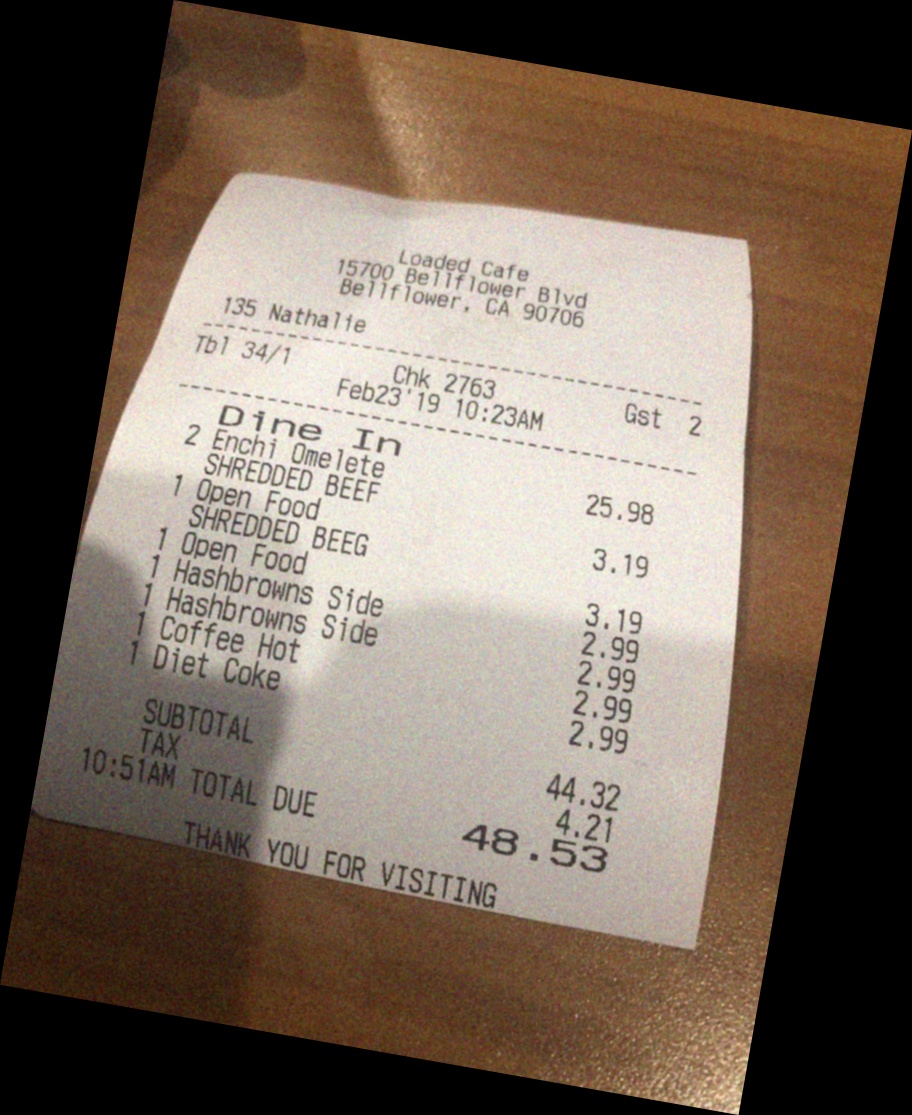 Loaded Cafe
15700 Bellflower Blvd
Bellflower, CA 90706
135 Nathalie
Tbl 34/1 Chk 2763 Gst 2
Feb23'19 10:23AM
Dine In
2 Enchi Omelete 25.98
SHREDDED BEEF
1 Open Food 3.19
SHREDDED BEEG
1 Open Food 3.19
1 Hashbrowns Side 2.99
1 Hashbrowns Side 2.99
1 Coffee Hot 2.99
1 Diet Coke 2.99
SUBTOTAL 44.32
TAX 4.21
10:51AM TOTAL DUE 48.53
THANK YOU FOR VISITING